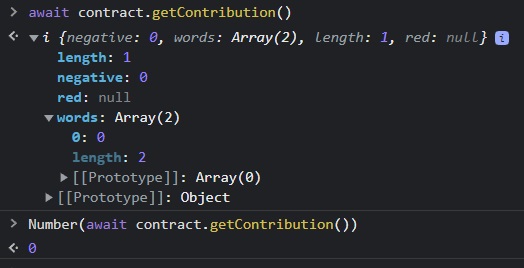 > await contract.getContribution()
<· ▼i {negative: 0, words: Array(2), length: 1, red: null} i
length: 1
negative: 0
red: null
▼words: Array(2)
0: 0
length: 2
▶[[Prototype]]: Array(0)
▶[[Prototype]]: Object
> Number(await contract.getContribution())
<· 0